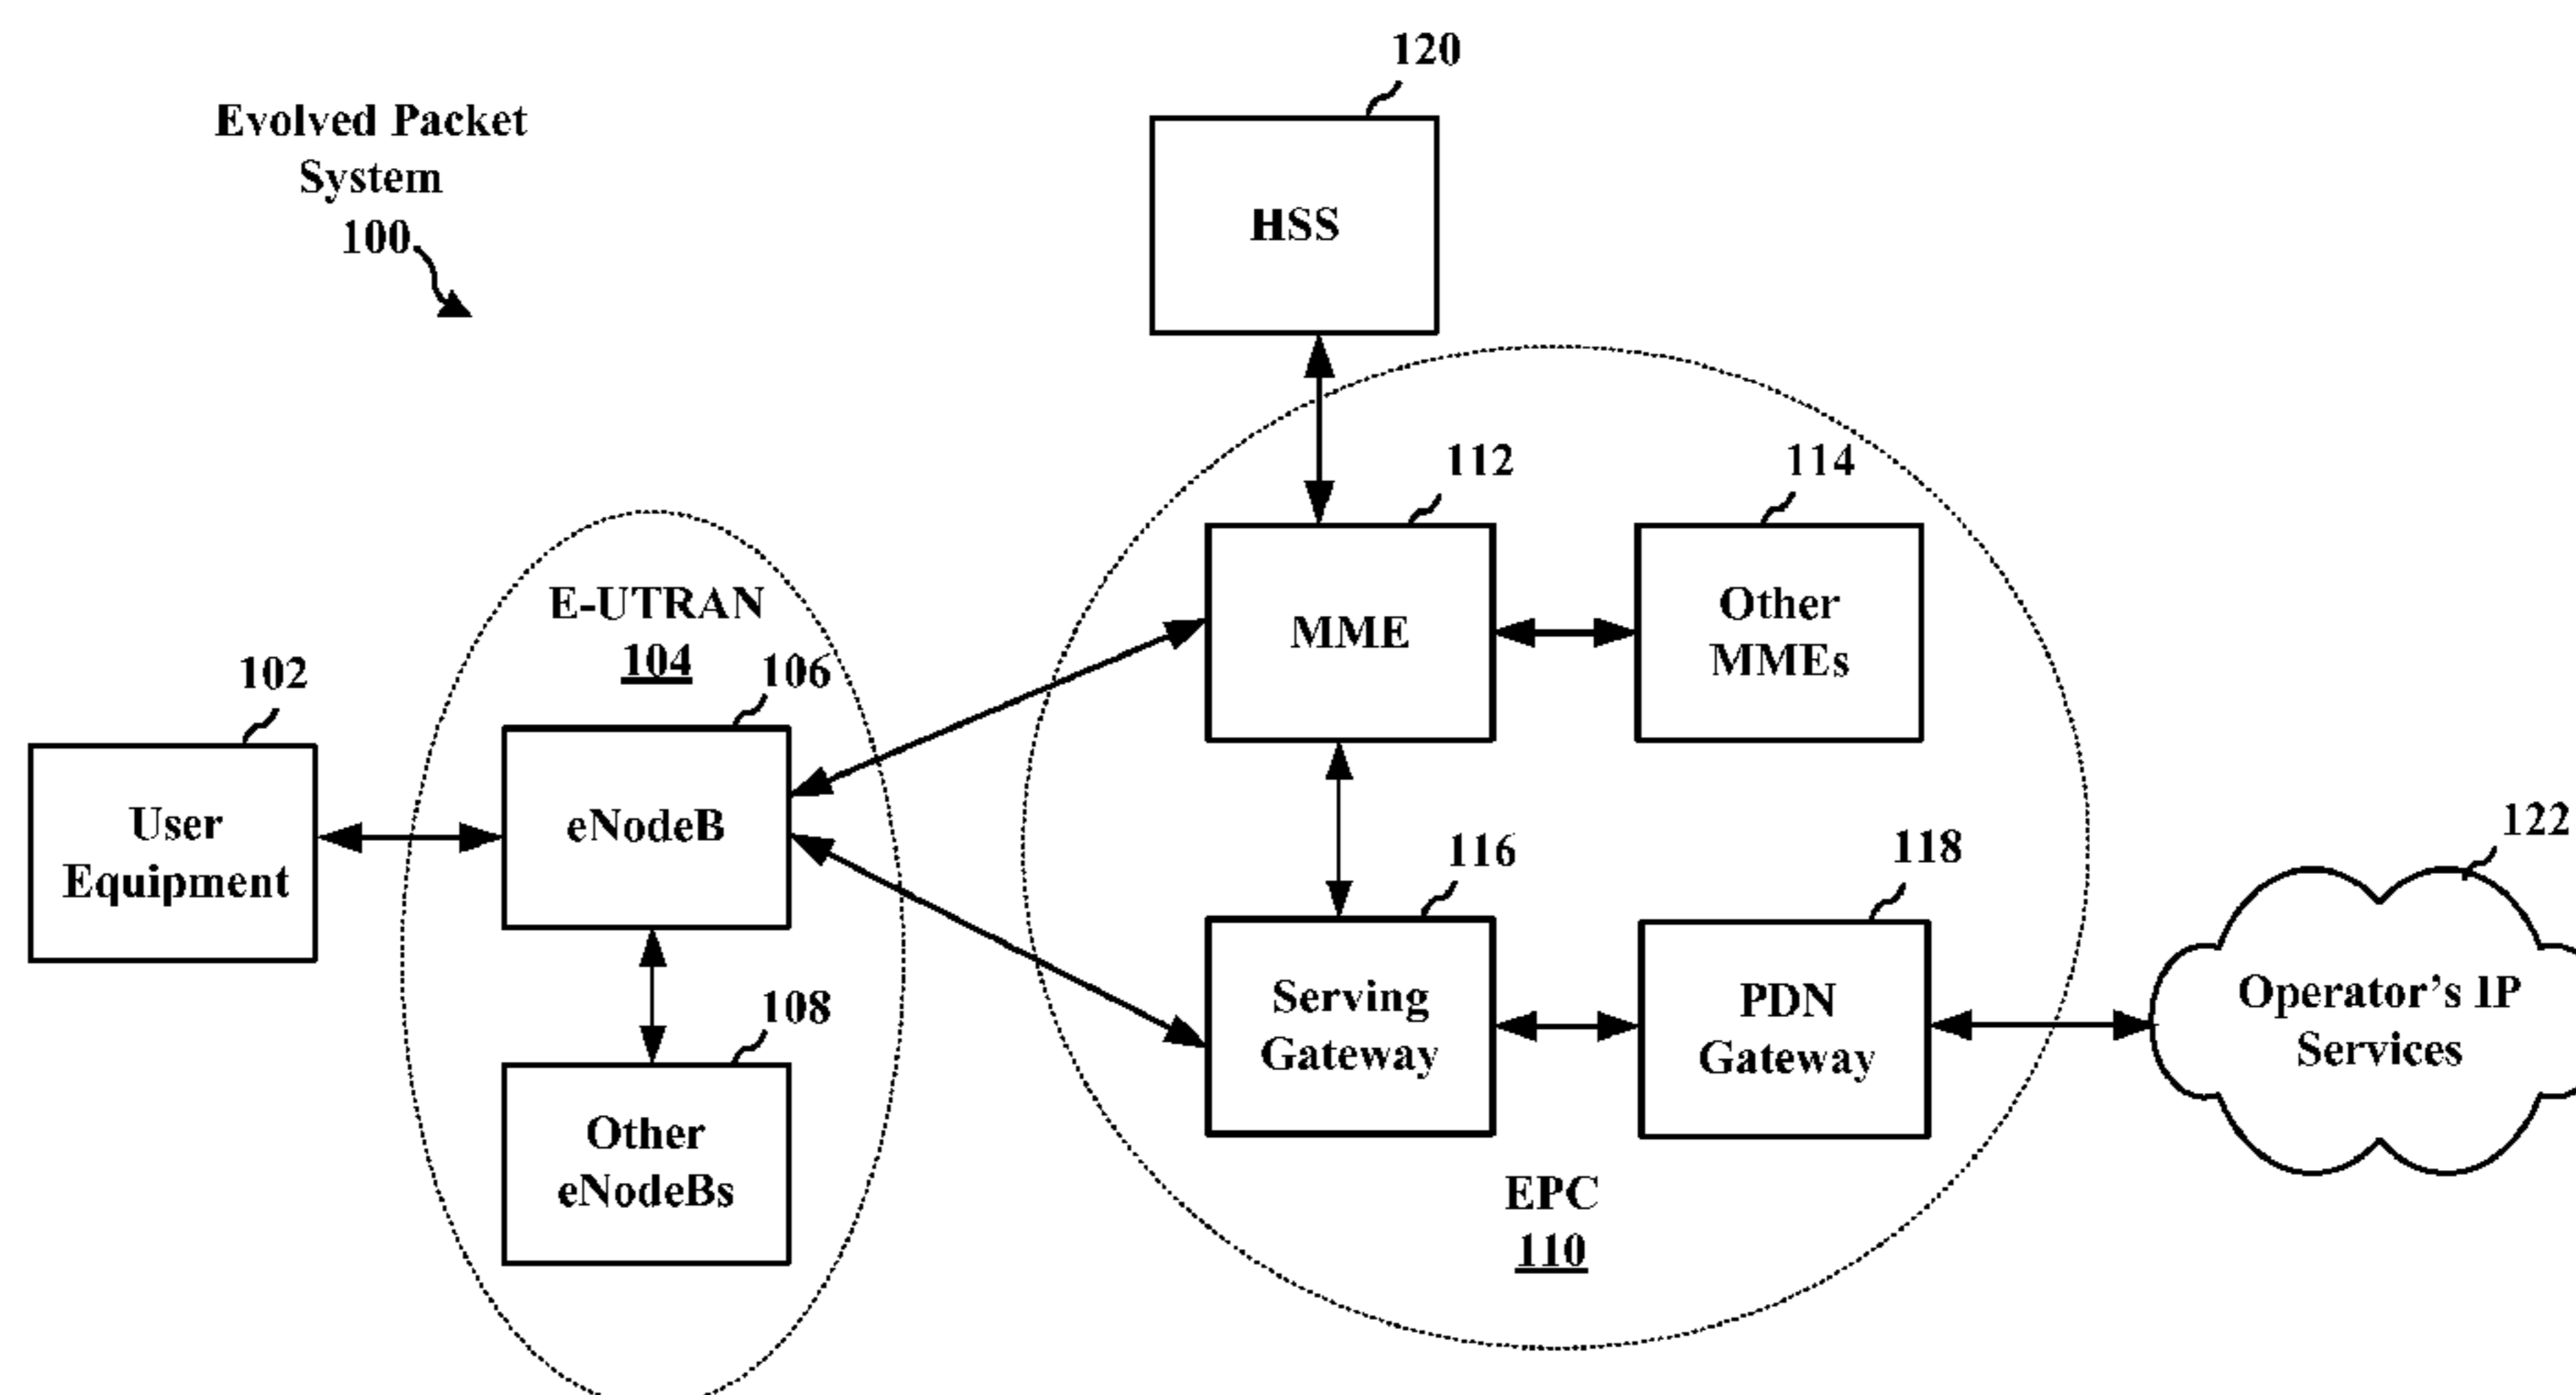 120
Evolved Packet
System
100
HSS
112
114
E-UTRAN
104
106
MME
Other
MMEs
102
User
Equipment
eNodeB
116
118
122
108
Serving
Gateway
PDN
Gateway
Operator's IP
Services
Other
eNodeBs
EPC
110